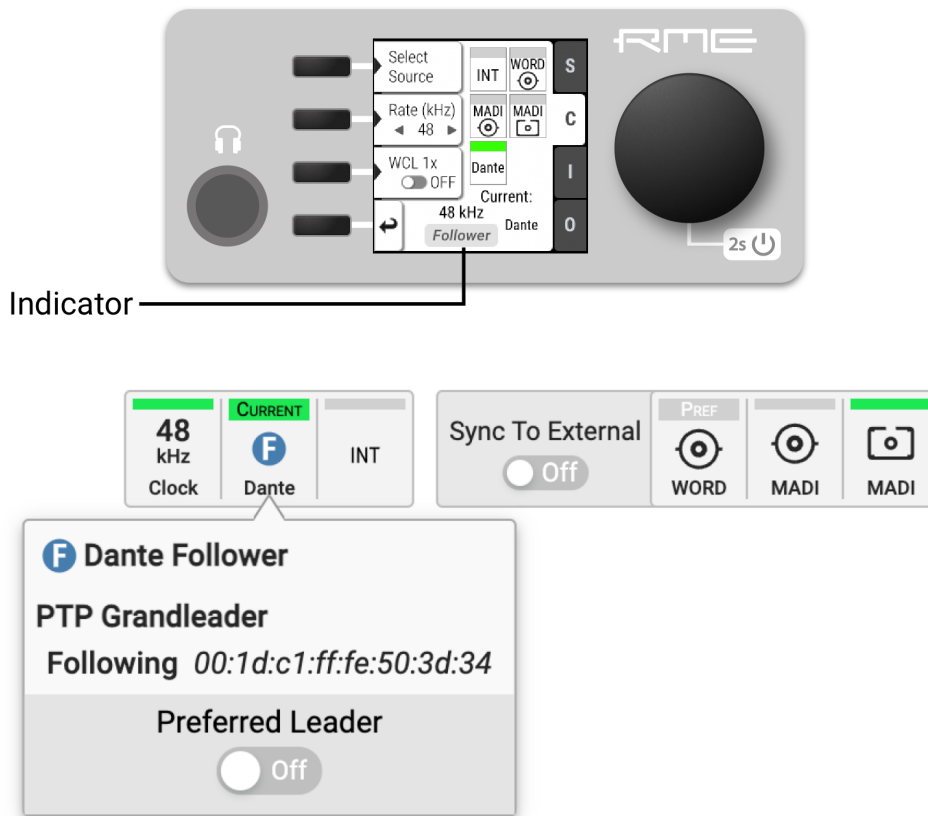 RME
Select
Source
INT
WORD
S
Rate (kHz)
48
MADI
MADI
C
WCL 1x
OFF
Dante
I
Current:
48 kHz
Dante
Follower
O
2s
Indicator
48
kHz
Clock
CURRENT
F
Dante
INT
Sync To External
Off
PREF
WORD
MADI
MADI
F Dante Follower
PTP Grandleader
Following 00:1d:c1:ff:fe:50:3d:34
Preferred Leader
Off